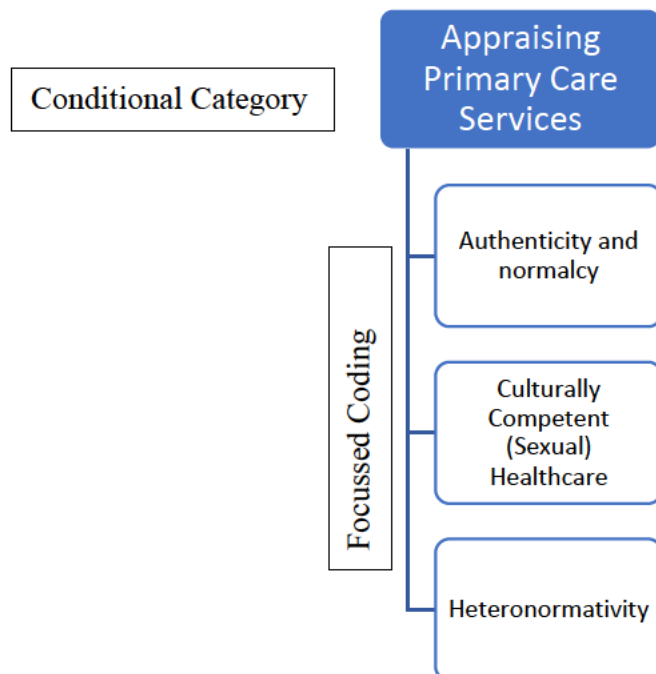 Conditional Category
Appraising
Primary Care
Services
Focussed Coding
Authenticity and
normalcy
Culturally
Competent
(Sexual)
Healthcare
Heteronormativity